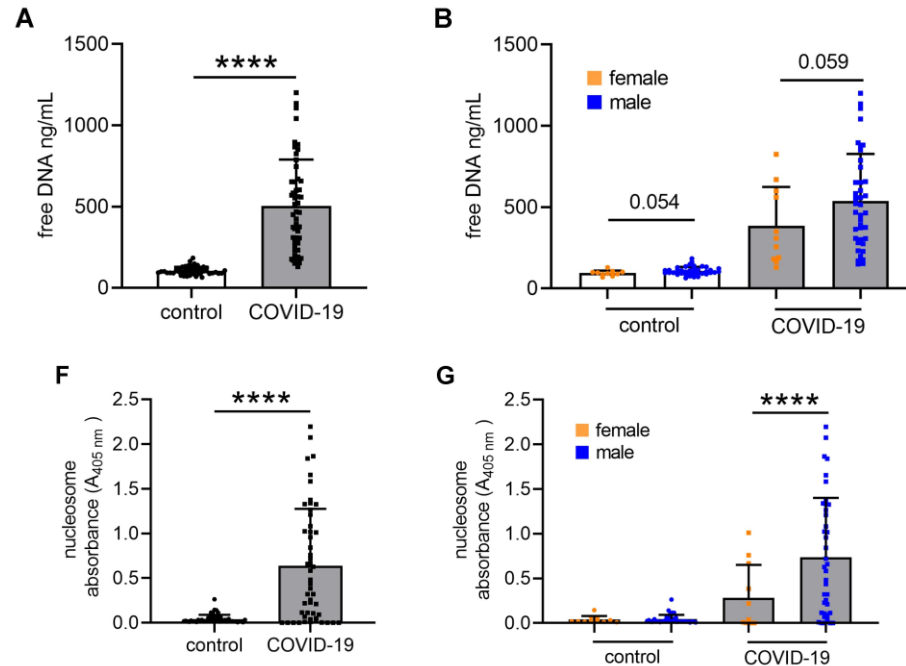 A
free DNA ng/mL
1500
1000
500
0
****
control
COVID-19
B
free DNA ng/mL
1500
1000
500
0
female
male
0.054
0.059
control
COVID-19
F
nucleosome
absorbance (A405 nm)
2.5
2.0
1.5
1.0
0.5
0.0
****
control
COVID-19
G
nucleosome
absorbance (A405 nm)
2.5
2.0
1.5
1.0
0.5
0.0
female
male
****
control
COVID-19